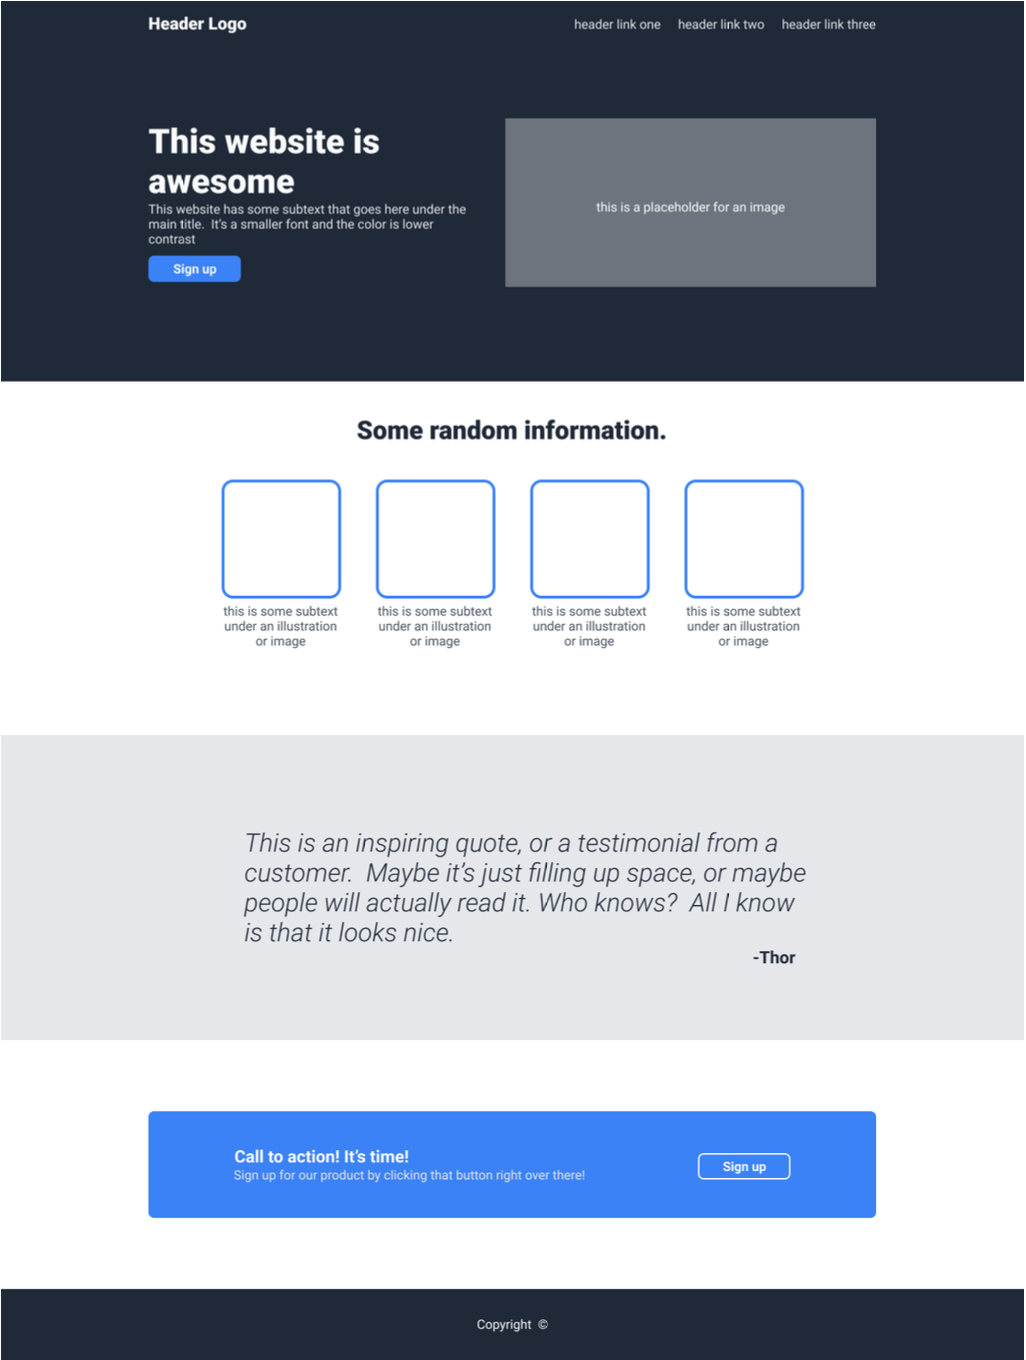 Header Logo
header link one
header link two
header link three
This website is
awesome
This website has some subtext that goes here under the
main title.  It's a smaller font and the color is lower
contrast
Sign up
this is a placeholder for an image
Some random information.
this is some subtext
under an illustration
or image
this is some subtext
under an illustration
or image
this is some subtext
under an illustration
or image
this is some subtext
under an illustration
or image
This is an inspiring quote, or a testimonial from a
customer.  Maybe it's just filling up space, or maybe
people will actually read it. Who knows?  All I know
is that it looks nice.
-Thor
Call to action! It's time!
Sign up for our product by clicking that button right over there!
Sign up
Copyright ©